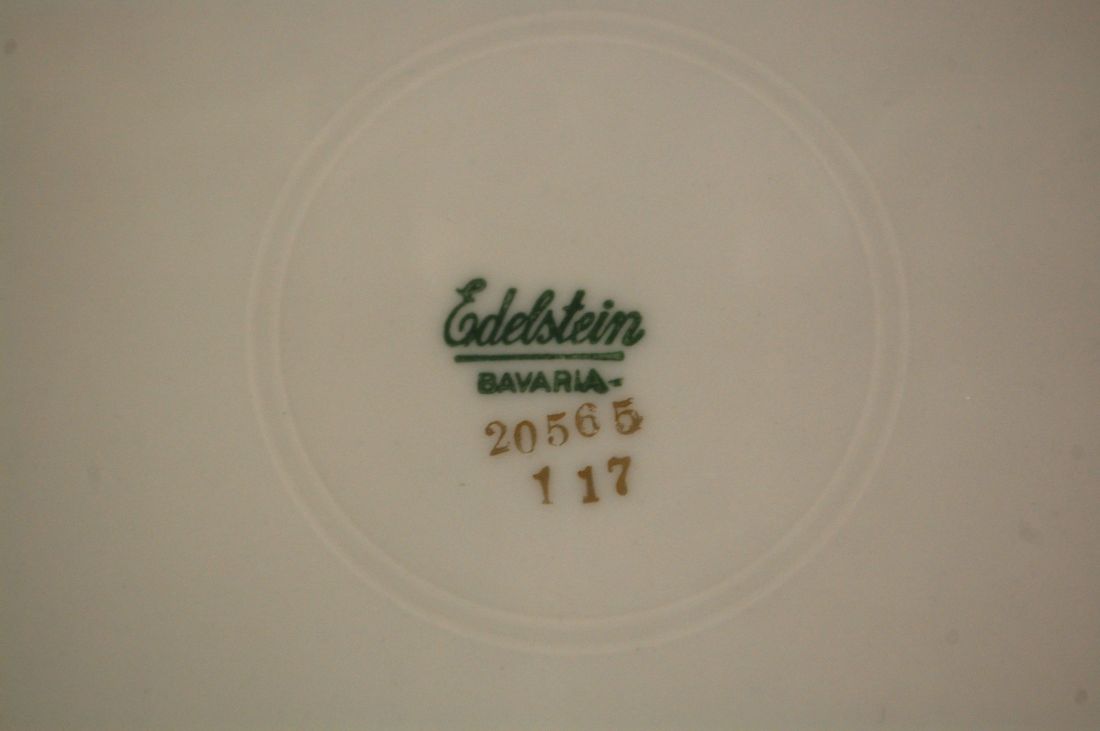 Edelstein
BAVARIA-
20565
117